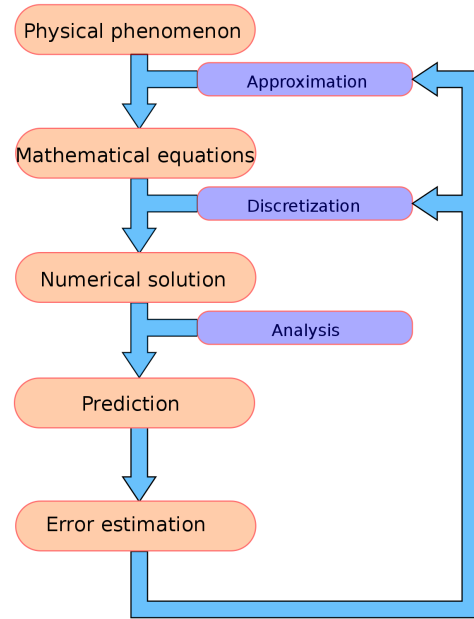 Physical phenomenon
Approximation
Mathematical equations
Discretization
Numerical solution
Analysis
Prediction
Error estimation